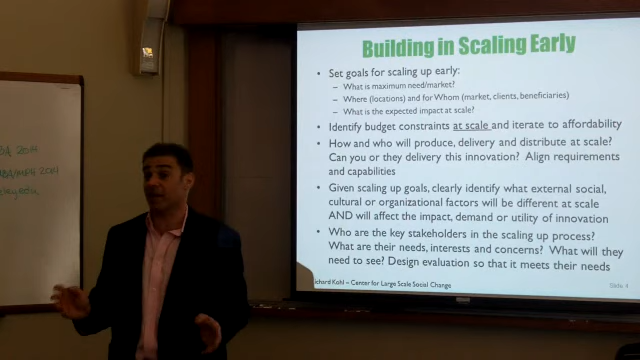 Building in Scaling Early
• Set goals for scaling up early:
– What is maximum need/market?
– Where (locations) and for Whom (market, clients, beneficiaries)
– What is the expected impact at scale?
• Identify budget constraints at scale and iterate to affordability
• How and who will produce, delivery and distribute at scale?
Can you or they delivery this innovation? Align requirements
and capabilities
• Given scaling up goals, clearly identify what external social,
cultural or organizational factors will be different at scale
AND will affect the impact, demand or utility of innovation
• Who are the key stakeholders in the scaling up process?
What are their needs, interests and concerns? What will they
need to see? Design evaluation so that it meets their needs
ichard Kohl – Center for Large Scale Social Change
Slide 4